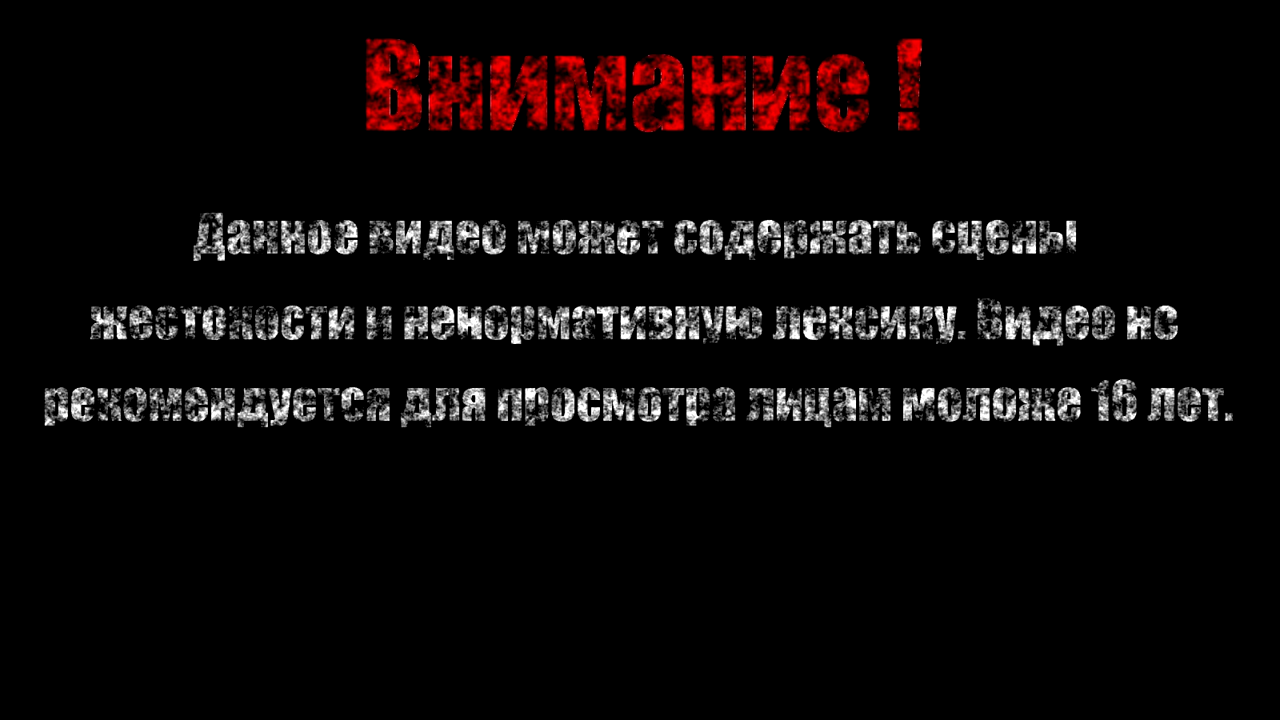 Внимание !
Данное видео может содержать сцены
жестокости и ненормативную лексику. Видео не
рекомендуется для просмотра лицам моложе 16 лет.